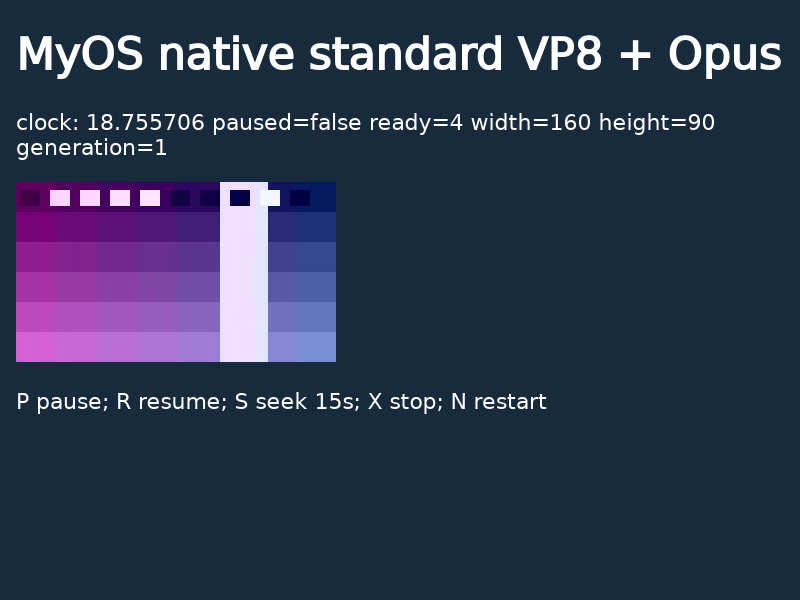 MyOS native standard VP8 + Opus
clock: 18.755706 paused=false ready=4 width=160 height=90
generation=1
P pause; R resume; S seek 15s; X stop; N restart